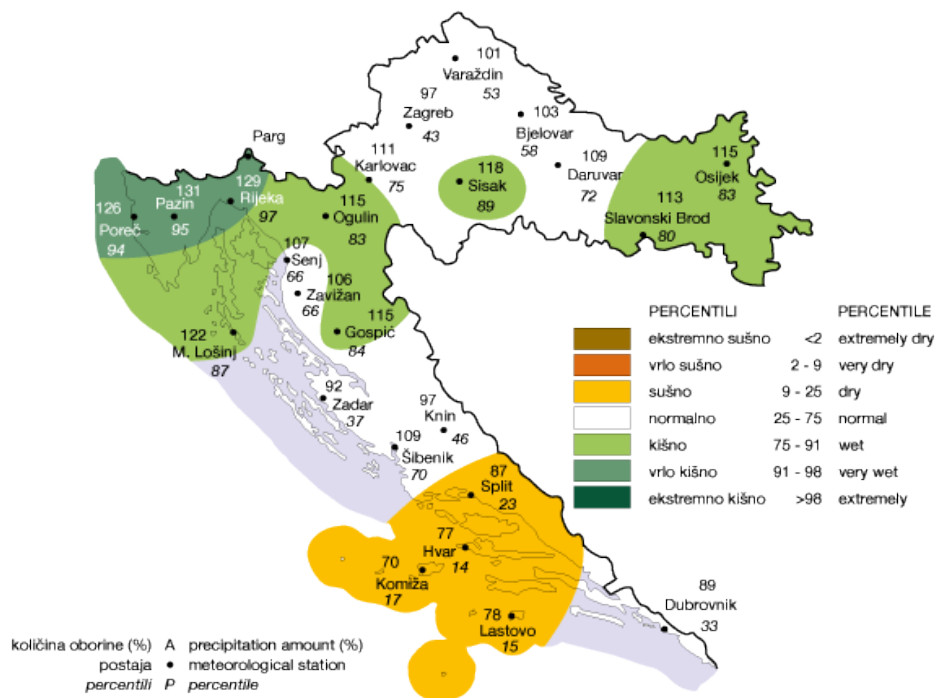 101
Varaždin
53
97
Zagreb
43
103
Bjelovar
58
Parg
111
Karlovac
75
118
Sisak
89
109
Daruvar
72
115
Osijek
83
113
Slavonski Brod
80
129
Rijeka
97
131
Pazin
95
126
Poreč
94
115
Ogulin
83
107
Senj
66
106
Zavižan
66
115
Gospić
84
122
M. Lošinj
87
92
Zadar
37
97
Knin
46
109
Šibenik
70
87
Split
23
77
Hvar
14
70
Komiža
17
78
Lastovo
15
89
Dubrovnik
33
PERCENTILI PERCENTILE
ekstremno sušno <2 extremely dry
vrlo sušno 2 - 9 very dry
sušno 9 - 25 dry
normalno 25 - 75 normal
kišno 75 - 91 wet
vrlo kišno 91 - 98 very wet
ekstremno kišno >98 extremely
količina oborine (%) A precipitation amount (%)
postaja • meteorological station
percentili P percentile